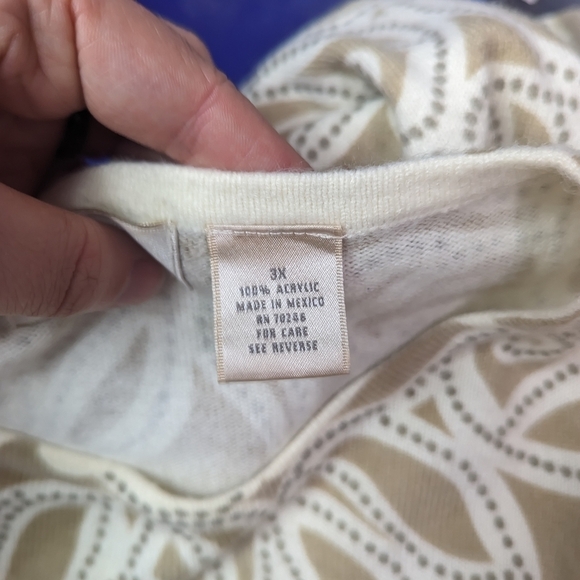 3X
100% ACRYLIC
MADE IN MEXICO
RN 70246
FOR CARE
SEE REVERSE